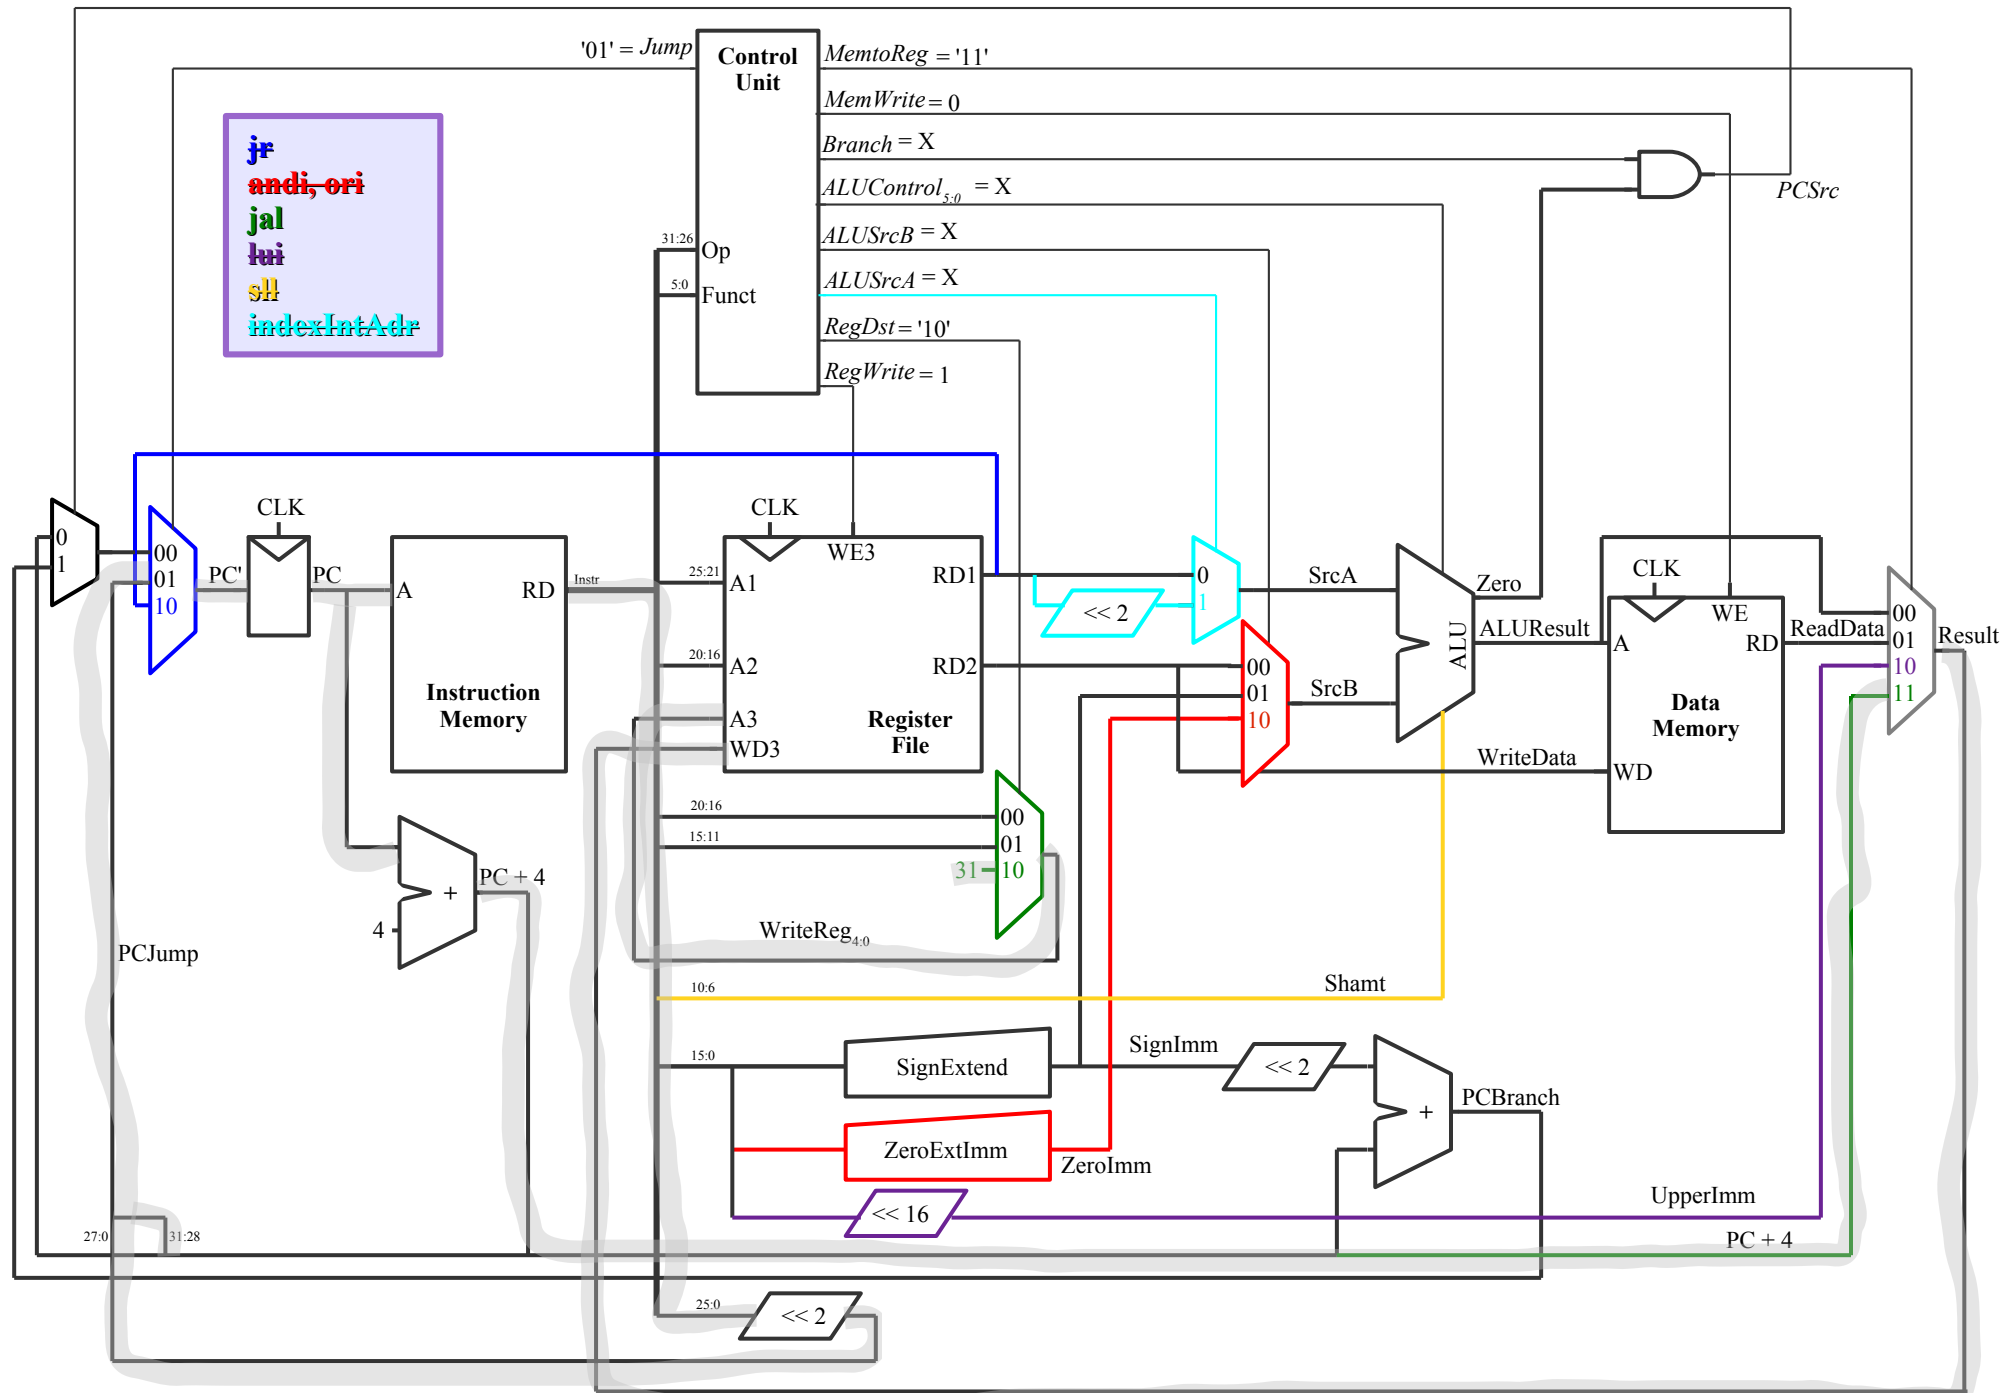 '01' = Jump
Control
Unit
MemtoReg = '11'
MemWrite = 0
Branch = X
ALUControl5:0 = X
ALUSrcB = X
ALUSrcA = X
RegDst = '10'
RegWrite = 1
31:26
Op
5:0
Funct
PCSrc
jr
andi, ori
jal
lui
sll
indexIntAdr
0
1
00
01
10
PC'
CLK
PC
A
RD
Instruction
Memory
Instr
25:21
20:16
CLK
WE3
A1
A2
A3
WD3
RD1
RD2
Register
File
0
1
<< 2
SrcA
00
01
10
SrcB
ALU
Zero
ALUResult
WriteData
CLK
WE
A
RD
Data
Memory
WD
ReadData
00
01
10
11
Result
20:16
15:11
31
00
01
10
WriteReg4:0
4
+
PC + 4
PCJump
10:6
Shamt
15:0
SignExtend
SignImm
<< 2
+
PCBranch
ZeroExtImm
ZeroImm
<< 16
UpperImm
27:0
31:28
PC + 4
25:0
<< 2